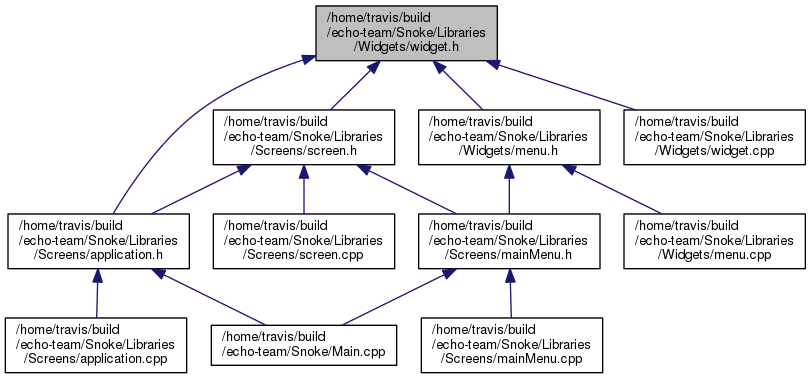 /home/travis/build
/echo-team/Snoke/Libraries
/Widgets/widget.h
/home/travis/build
/echo-team/Snoke/Libraries
/Screens/screen.h
/home/travis/build
/echo-team/Snoke/Libraries
/Widgets/menu.h
/home/travis/build
/echo-team/Snoke/Libraries
/Widgets/widget.cpp
/home/travis/build
/echo-team/Snoke/Libraries
/Screens/application.h
/home/travis/build
/echo-team/Snoke/Libraries
/Screens/screen.cpp
/home/travis/build
/echo-team/Snoke/Libraries
/Screens/mainMenu.h
/home/travis/build
/echo-team/Snoke/Libraries
/Widgets/menu.cpp
/home/travis/build
/echo-team/Snoke/Libraries
/Screens/application.cpp
/home/travis/build
/echo-team/Snoke/Main.cpp
/home/travis/build
/echo-team/Snoke/Libraries
/Screens/mainMenu.cpp